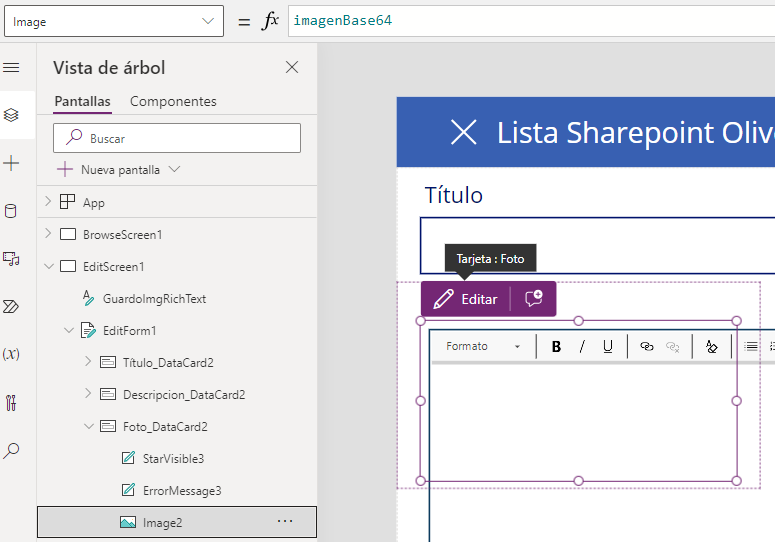 Image
= fx imagenBase64
Vista de árbol
Pantallas Componentes
Buscar
Nueva pantalla
App
BrowseScreen1
EditScreen1
GuardoImgRichText
EditForm1
Título_DataCard2
Descripcion_DataCard2
Foto_DataCard2
StarVisible3
ErrorMessage3
Image2 ...
(x)
Lista Sharepoint Oliv
Título
Tarjeta : Foto
Editar
Formato B I U